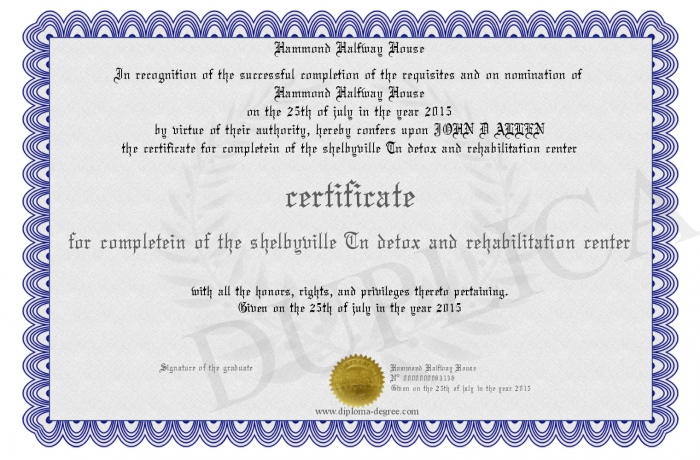 Hammond Halfway House
In recognition of the successful completion of the requisites and on nomination of
Hammond Halfway House
on the 25th of july in the year 2015
by virtue of their authority, hereby confers upon JOHN D ALLEN
the certificate for completein of the shelbyville Tn detox and rehabilitation center
certificate
for completein of the shelbyville Tn detox and rehabilitation center
with all the honors, rights, and privileges thereto pertaining.
Given on the 25th of july in the year 2015
Signature of the graduate
Hammond Halfway House
Given on the 25th of july in the year 2015
www.diploma-degree.com
DUPLICA